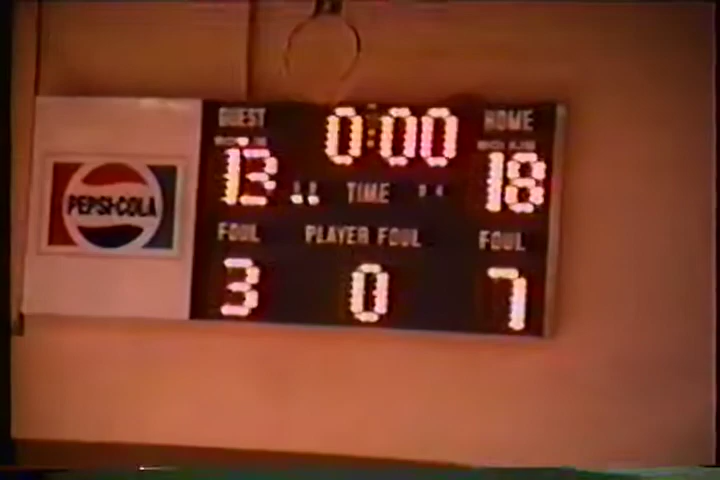 PEPSI-COLA
GUEST 0:00 HOME
13 TIME 18
FOUL PLAYER FOUL FOUL
3 0 7